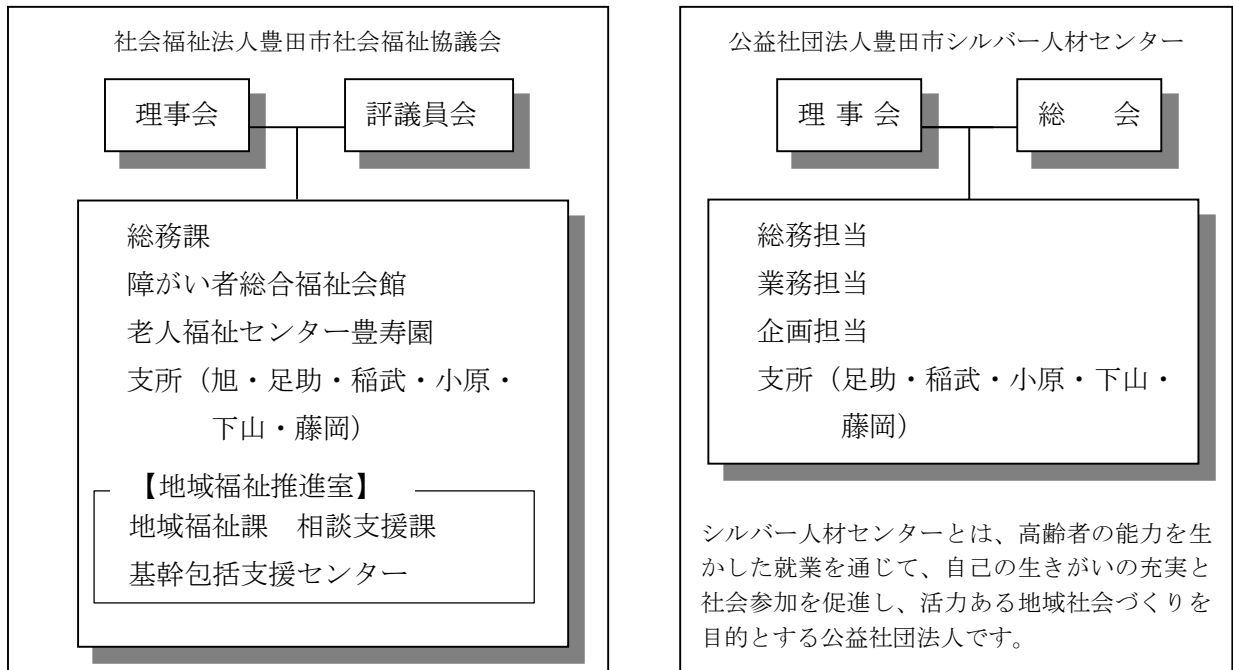 社会福祉法人豊田市社会福祉協議会
理事会
評議員会
総務課
障がい者総合福祉会館
老人福祉センター豊寿園
支所（旭・足助・稲武・小原・
下山・藤岡）
【地域福祉推進室】
地域福祉課　相談支援課
基幹包括支援センター
公益社団法人豊田市シルバー人材センター
理 事 会
総　　会
総務担当
業務担当
企画担当
支所（足助・稲武・小原・下山・
藤岡）
シルバー人材センターとは、高齢者の能力を生
かした就業を通じて、自己の生きがいの充実と
社会参加を促進し、活力ある地域社会づくりを
目的とする公益社団法人です。